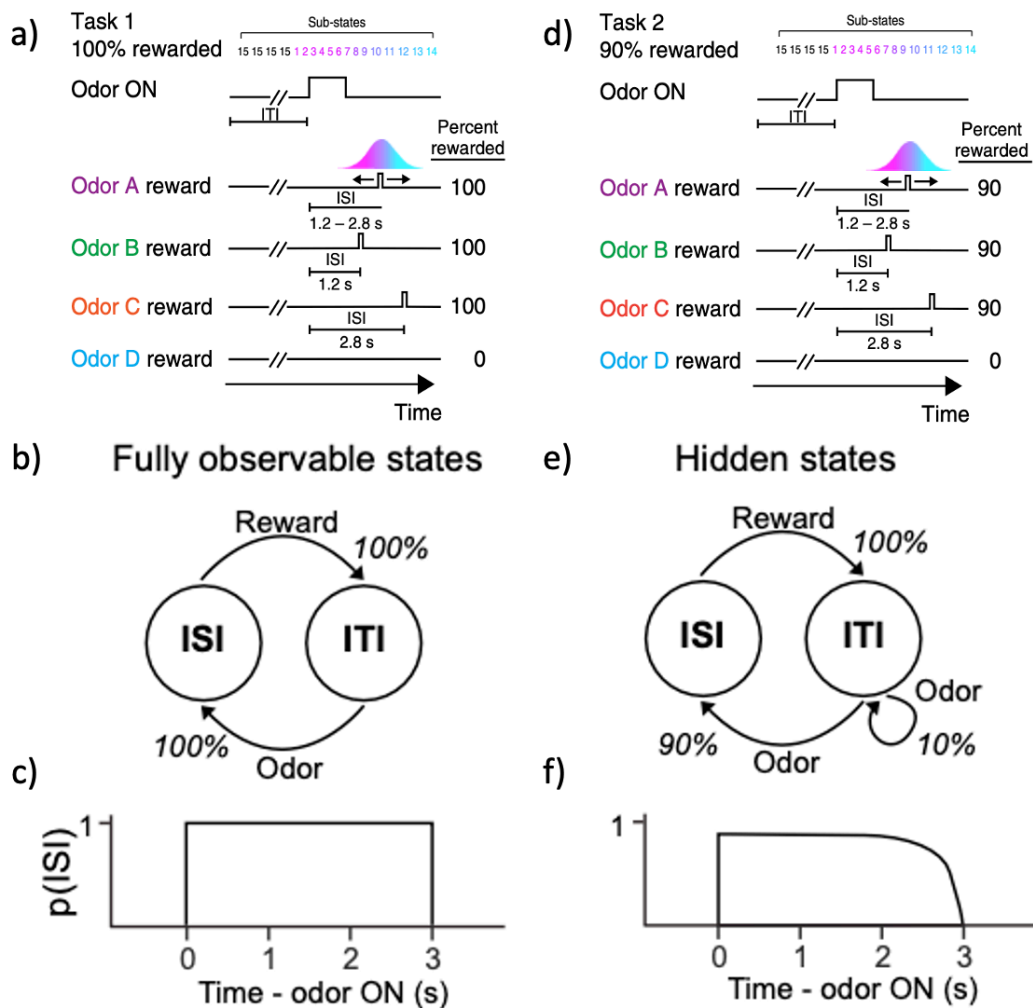 a)
Task 1
100% rewarded
Sub-states
15 15 15 15 1 2 3 4 5 6 7 8 9 10 11 12 13 14
Odor ON
ITI
Percent
rewarded
Odor A reward
100
ISI
1.2 – 2.8 s
Odor B reward
100
ISI
1.2 s
Odor C reward
100
ISI
2.8 s
Odor D reward
0
Time
d)
Task 2
90% rewarded
Sub-states
15 15 15 15 1 2 3 4 5 6 7 8 9 10 11 12 13 14
Odor ON
ITI
Percent
rewarded
Odor A reward
90
ISI
1.2 – 2.8 s
Odor B reward
90
ISI
1.2 s
Odor C reward
90
ISI
2.8 s
Odor D reward
0
Time
b)
Fully observable states
Reward
100%
ISI
ITI
100%
Odor
e)
Hidden states
Reward
100%
ISI
ITI
Odor
90%
10%
Odor
c)
1
p(ISI)
0 1 2 3
Time - odor ON (s)
f)
1
0 1 2 3
Time - odor ON (s)